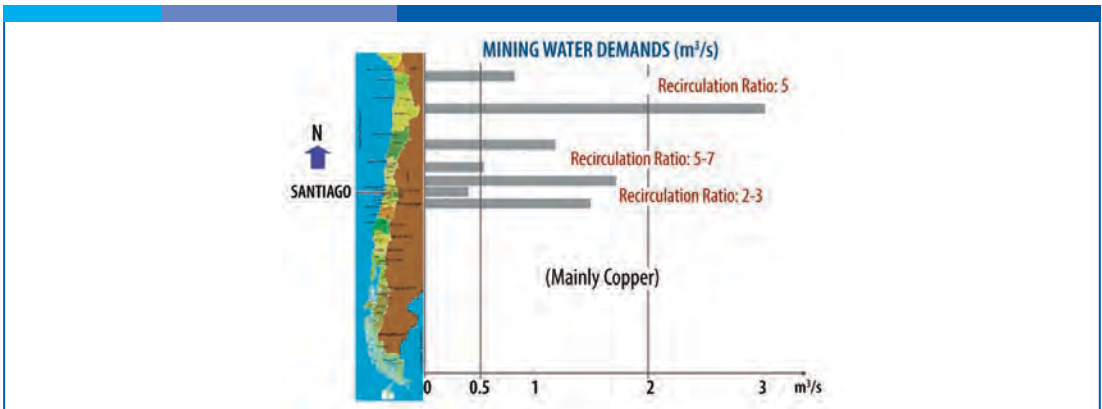 MINING WATER DEMANDS (m³/s)
Recirculation Ratio: 5
N
Recirculation Ratio: 5-7
SANTIAGO
Recirculation Ratio: 2-3
(Mainly Copper)
0 0.5 1 2 3 m³/s